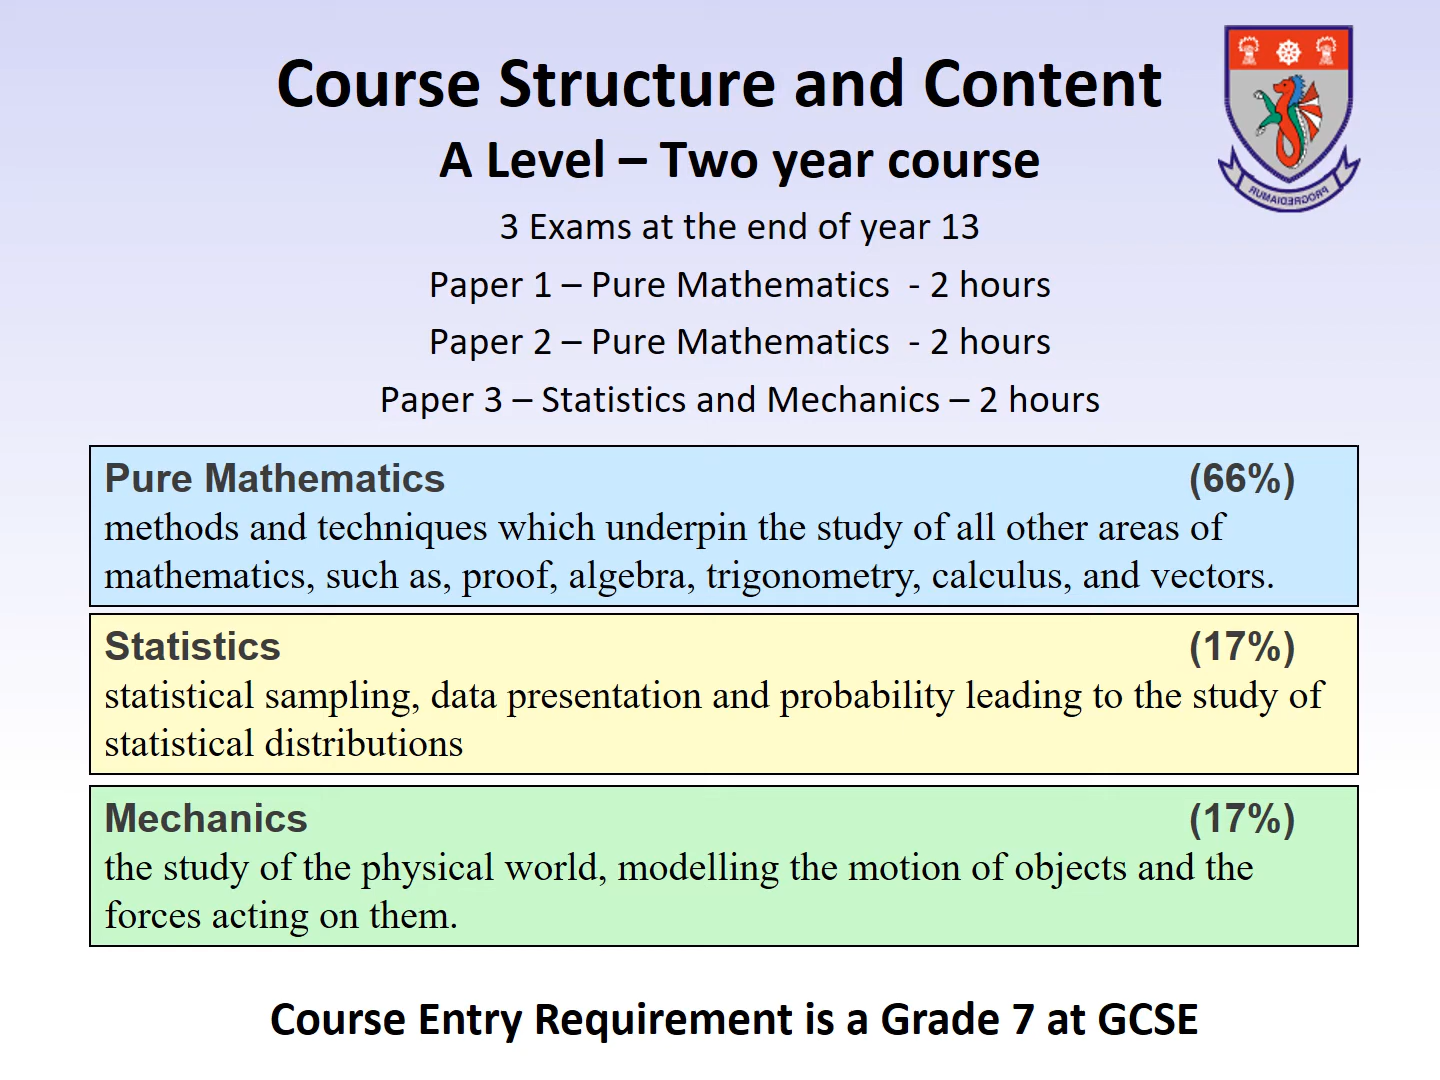 Course Structure and Content
A Level – Two year course
3 Exams at the end of year 13
Paper 1 – Pure Mathematics  - 2 hours
Paper 2 – Pure Mathematics  - 2 hours
Paper 3 – Statistics and Mechanics – 2 hours
Pure Mathematics (66%)
methods and techniques which underpin the study of all other areas of
mathematics, such as, proof, algebra, trigonometry, calculus, and vectors.
Statistics (17%)
statistical sampling, data presentation and probability leading to the study of
statistical distributions
Mechanics (17%)
the study of the physical world, modelling the motion of objects and the
forces acting on them.
Course Entry Requirement is a Grade 7 at GCSE
PROGREDIAMUR